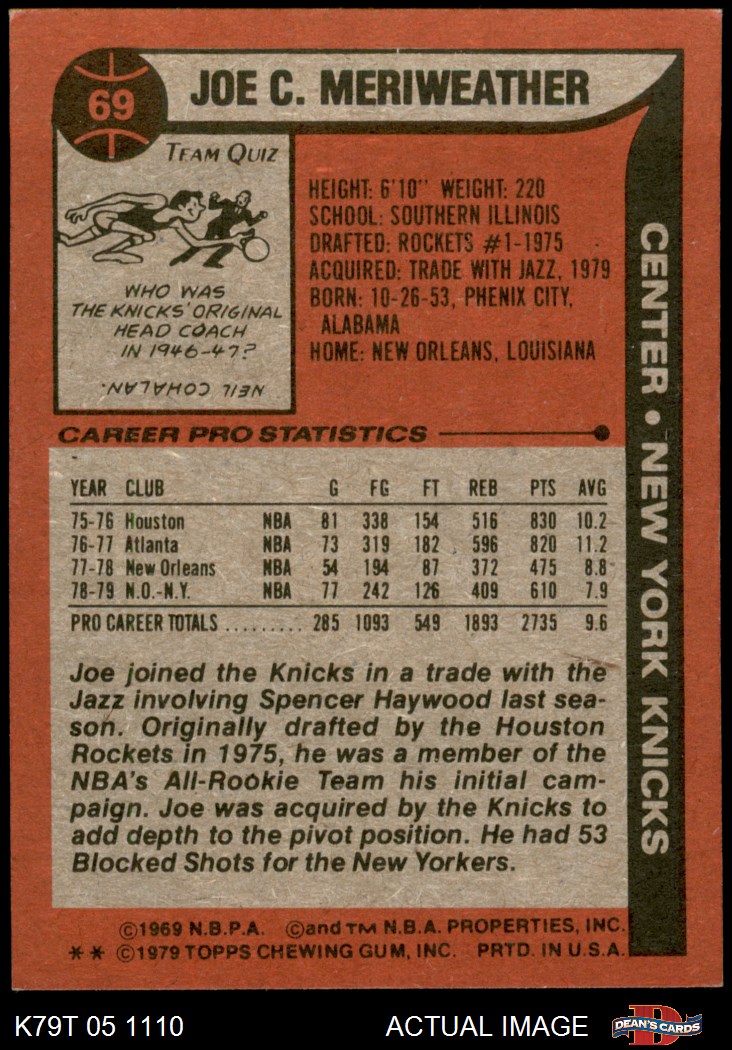 69
JOE C. MERIWEATHER
TEAM QUIZ
WHO WAS
THE KNICKS' ORIGINAL
HEAD COACH
IN 1946-47?
NEIL COHALAN.
HEIGHT: 6'10" WEIGHT: 220
SCHOOL: SOUTHERN ILLINOIS
DRAFTED: ROCKETS #1-1975
ACQUIRED: TRADE WITH JAZZ, 1979
BORN: 10-26-53, PHENIX CITY,
ALABAMA
HOME: NEW ORLEANS, LOUISIANA
CENTER • NEW YORK KNICKS
CAREER PRO STATISTICS
YEAR CLUB G FG FT REB PTS AVG
75-76 Houston NBA 81 338 154 516 830 10.2
76-77 Atlanta NBA 73 319 182 596 820 11.2
77-78 New Orleans NBA 54 194 87 372 475 8.8
78-79 N.O.-N.Y. NBA 77 242 126 409 610 7.9
PRO CAREER TOTALS ......... 285 1093 549 1893 2735 9.6
Joe joined the Knicks in a trade with the
Jazz involving Spencer Haywood last sea-
son. Originally drafted by the Houston
Rockets in 1975, he was a member of the
NBA's All-Rookie Team his initial cam-
paign. Joe was acquired by the Knicks to
add depth to the pivot position. He had 53
Blocked Shots for the New Yorkers.
©1969 N.B.P.A. ©and TM N.B.A. PROPERTIES, INC.
** ©1979 TOPPS CHEWING GUM, INC. PRTD. IN U.S.A.
K79T 05 1110 ACTUAL IMAGE
D
DEAN'S CARDS